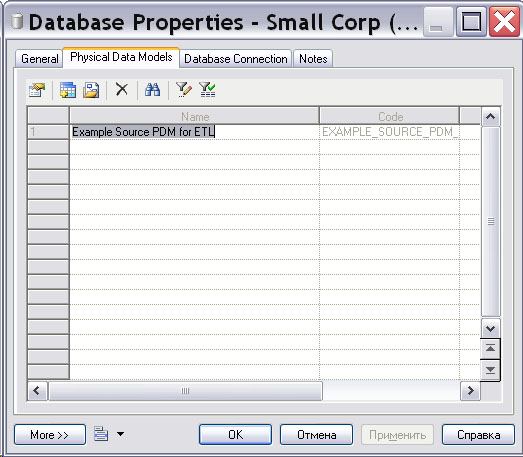 Database Properties - Small Corp (...
General Physical Data Models Database Connection Notes
Name Code
1 Example Source PDM for ETL EXAMPLE_SOURCE_PDM_
More >> OK Отмена Применить Справка